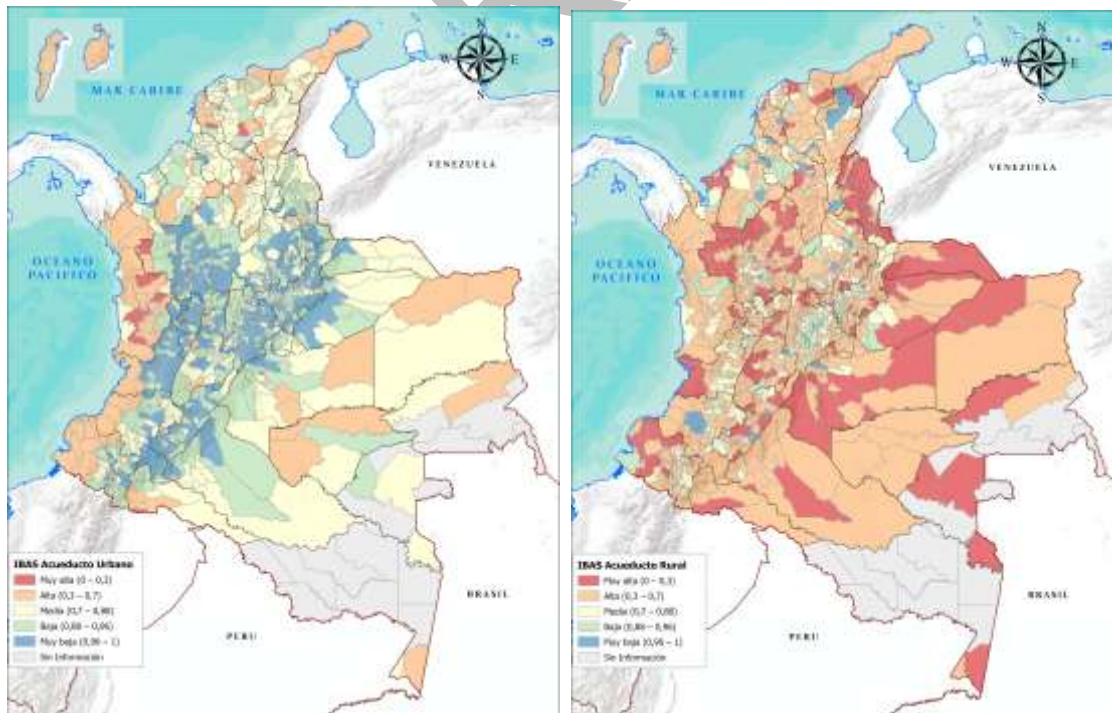 N
W
E
S
MAR CARIBE
VENEZUELA
OCEANO
PACIFICO
BRASIL
PERU
IBAS Acueducto Urbano
Muy alta (0 – 0,3)
Alta (0,3 – 0,7)
Media (0,7 – 0,88)
Baja (0,88 – 0,96)
Muy baja (0,96 – 1)
Sin Información
N
W
E
S
MAR CARIBE
VENEZUELA
OCEANO
PACIFICO
BRASIL
PERU
IBAS Acueducto Rural
Muy alta (0 – 0,3)
Alta (0,3 – 0,7)
Media (0,7 – 0,88)
Baja (0,88 – 0,96)
Muy baja (0,96 – 1)
Sin Información